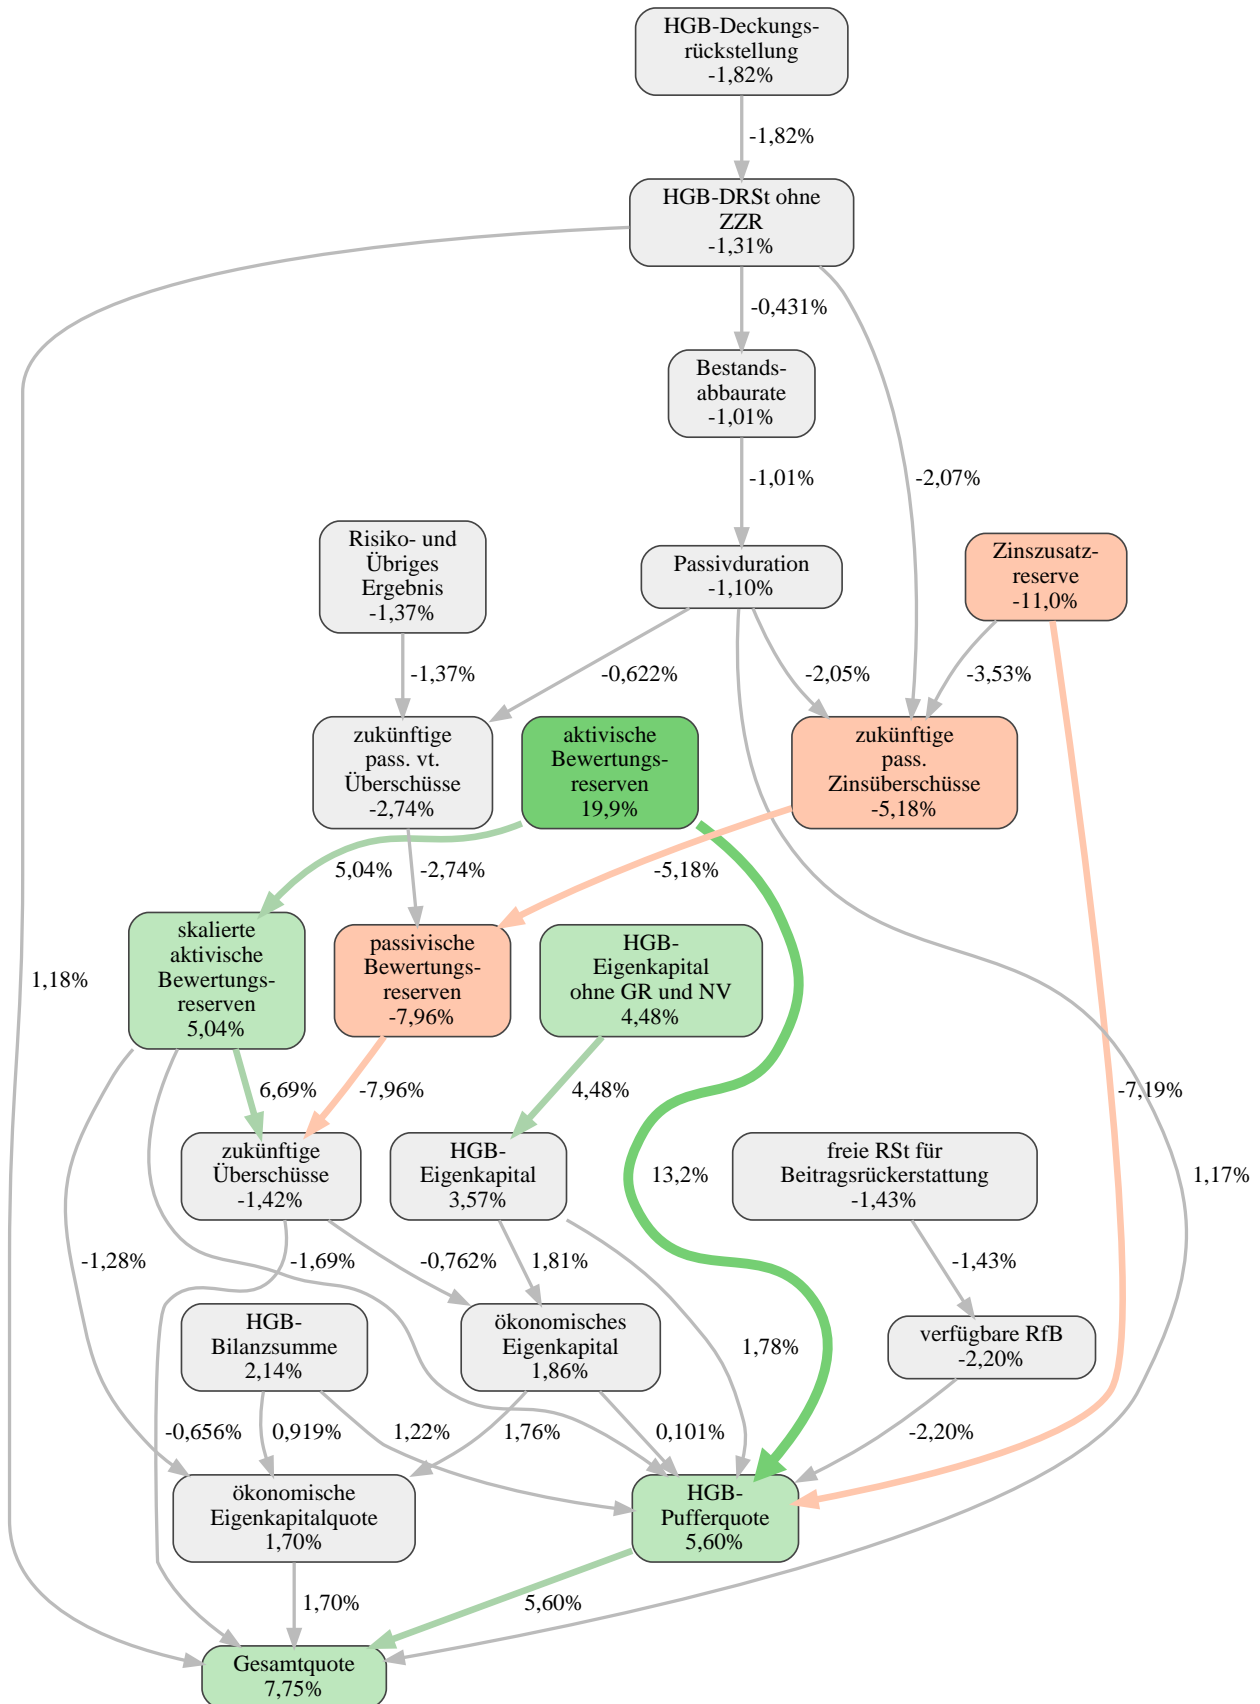 HGB-Deckungs-
rückstellung
-1,82%
-1,82%
HGB-DRSt ohne
ZZR
-1,31%
-0,431%
Bestands-
abbaurate
-1,01%
-1,01%
-2,07%
Risiko- und
Übriges
Ergebnis
-1,37%
Passivduration
-1,10%
Zinszusatz-
reserve
-11,0%
-1,37%
-0,622%
-2,05%
-3,53%
zukünftige
pass. vt.
Überschüsse
-2,74%
aktivische
Bewertungs-
reserven
19,9%
zukünftige
pass.
Zinsüberschüsse
-5,18%
5,04%
-2,74%
-5,18%
skalierte
aktivische
Bewertungs-
reserven
5,04%
passivische
Bewertungs-
reserven
-7,96%
HGB-
Eigenkapital
ohne GR und NV
4,48%
1,18%
6,69%
-7,96%
4,48%
-7,19%
zukünftige
Überschüsse
-1,42%
HGB-
Eigenkapital
3,57%
13,2%
freie RSt für
Beitragsrückerstattung
-1,43%
1,17%
-1,28%
-1,69%
-0,762%
1,81%
-1,43%
HGB-
Bilanzsumme
2,14%
ökonomisches
Eigenkapital
1,86%
1,78%
verfügbare RfB
-2,20%
-0,656%
0,919%
1,22%
1,76%
0,101%
-2,20%
ökonomische
Eigenkapitalquote
1,70%
HGB-
Pufferquote
5,60%
1,70%
5,60%
Gesamtquote
7,75%